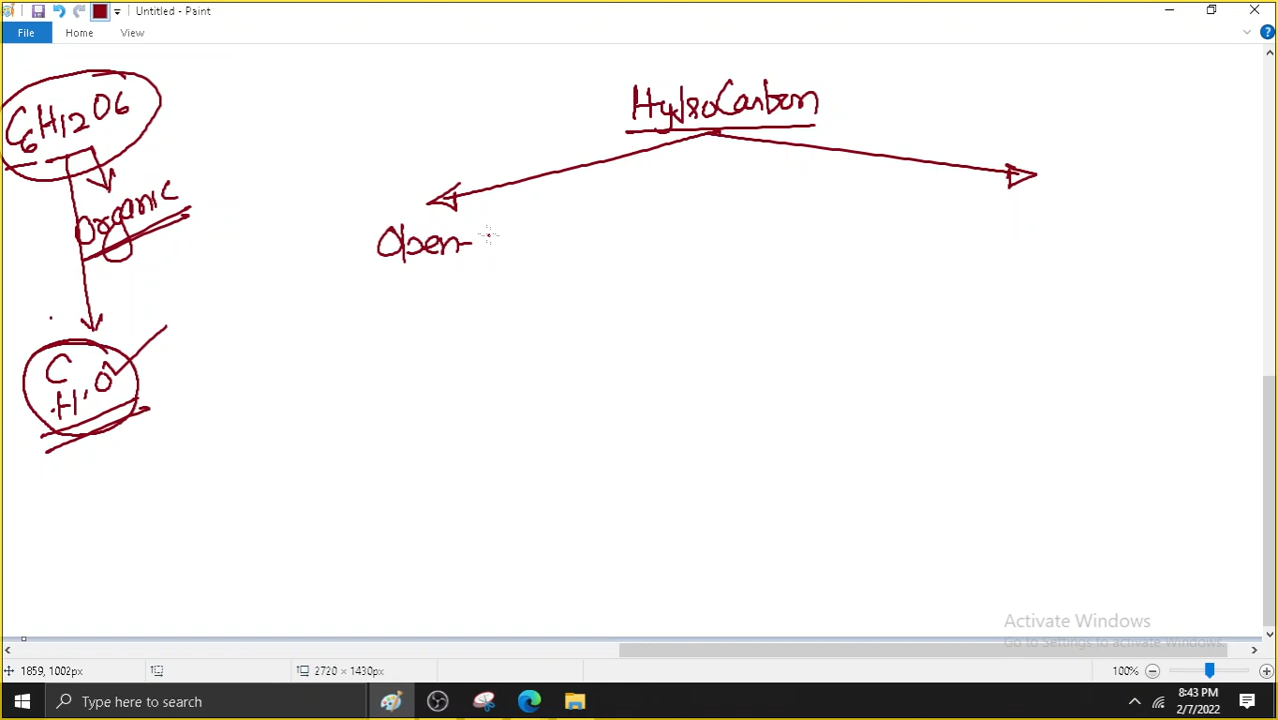 Untitled - Paint
File Home View
C6H12O6
HydroCarbon
Organic
Open
C
H' O
Activate Windows
Go to Settings to activate Windows.
1859, 1002px 2720 × 1430px 100%
Type here to search
8:43 PM
2/7/2022